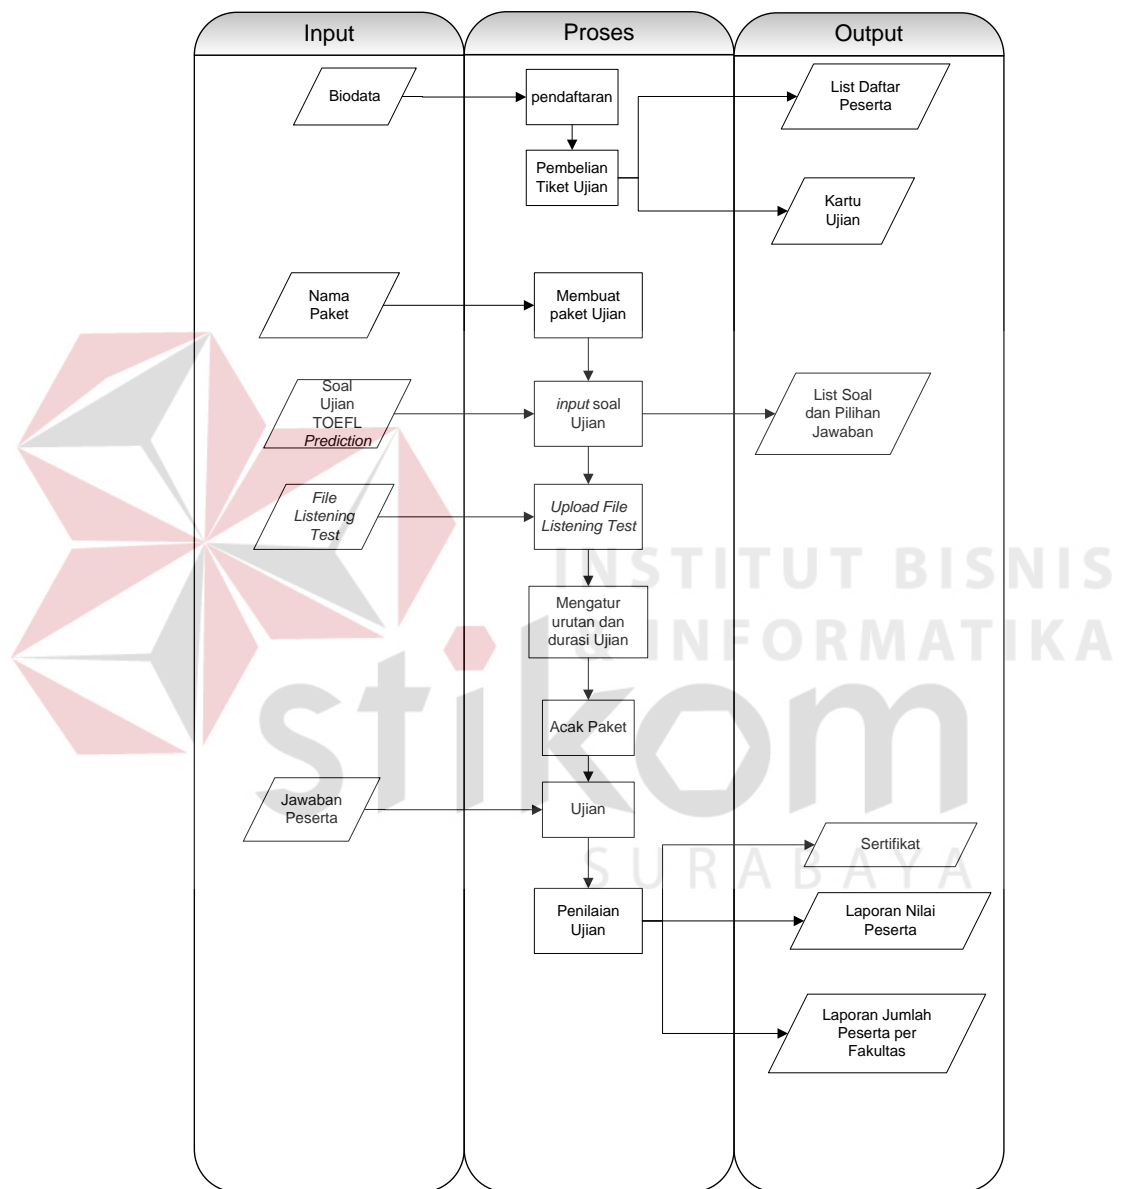 Input
Proses
Output
Biodata
pendaftaran
List Daftar
Peserta
Pembelian
Tiket Ujian
Kartu
Ujian
Nama
Paket
Membuat
paket Ujian
Soal
Ujian
TOEFL
Prediction
input soal
Ujian
List Soal
dan Pilihan
Jawaban
File
Listening
Test
Upload File
Listening Test
INSTITUT BISNIS
Mengatur
urutan dan
durasi Ujian
& INFORMATIKA
stikom
Acak Paket
Jawaban
Peserta
Ujian
Sertifikat
SURABAYA
Penilaian
Ujian
Laporan Nilai
Peserta
Laporan Jumlah
Peserta per
Fakultas